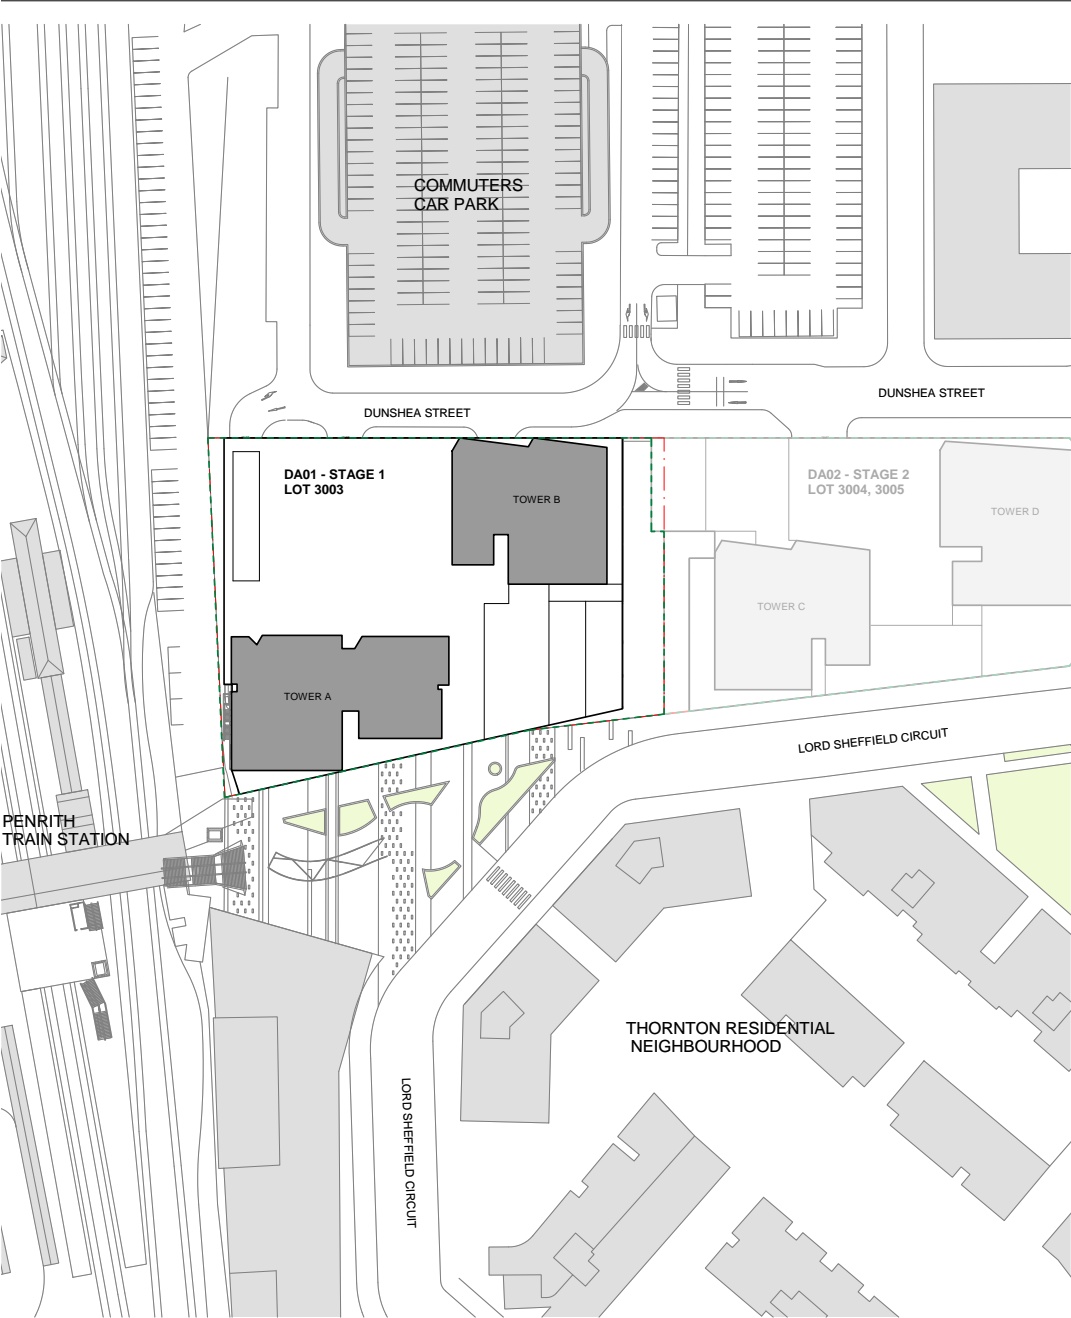 COMMUTERS
CAR PARK
DUNSHEA STREET
DUNSHEA STREET
DA01 - STAGE 1
LOT 3003
TOWER B
DA02 - STAGE 2
LOT 3004, 3005
TOWER D
TOWER C
TOWER A
LORD SHEFFIELD CIRCUIT
PENRITH
TRAIN STATION
THORNTON RESIDENTIAL
NEIGHBOURHOOD
LORD SHEFFIELD CIRCUIT